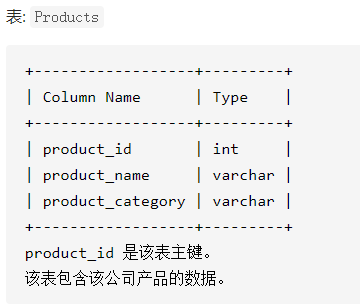 表: Products
+------------------+---------+
| Column Name      | Type    |
+------------------+---------+
| product_id       | int     |
| product_name     | varchar |
| product_category | varchar |
+------------------+---------+
product_id 是该表主键。
该表包含该公司产品的数据。